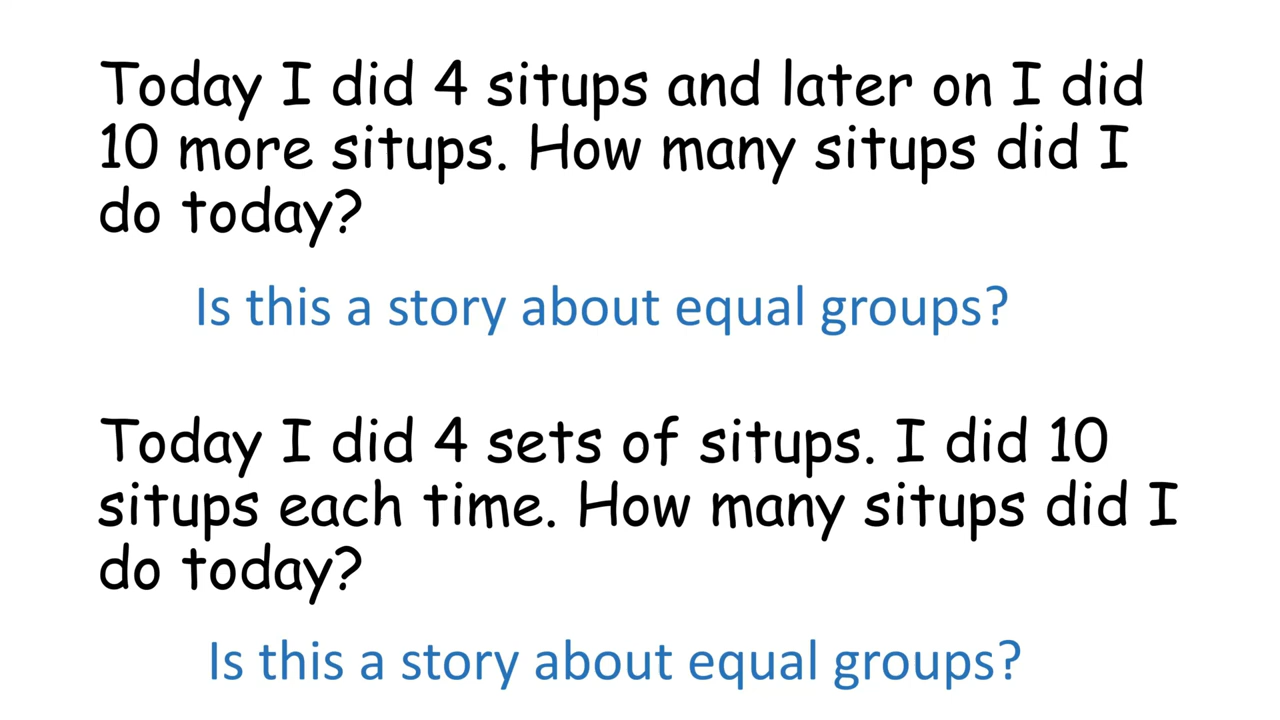 Today I did 4 situps and later on I did
10 more situps. How many situps did I
do today?
Is this a story about equal groups?
Today I did 4 sets of situps. I did 10
situps each time. How many situps did I
do today?
Is this a story about equal groups?